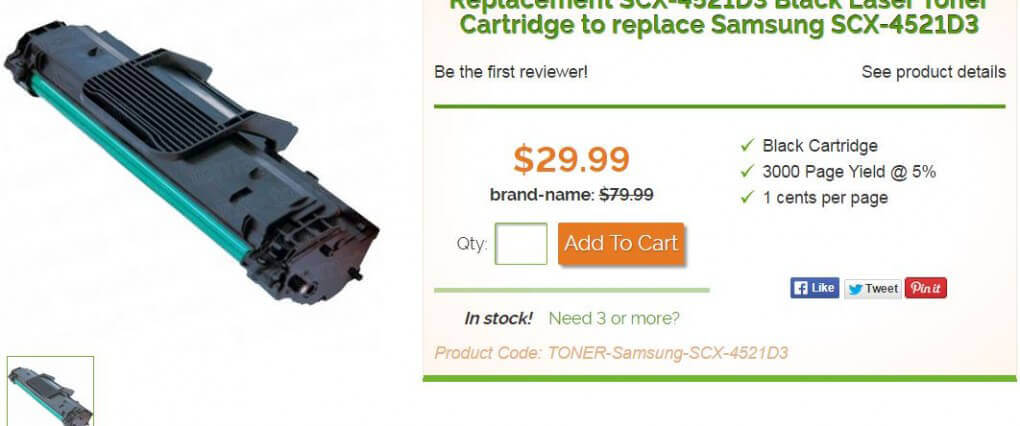 Replacement SCX-4521D3 Black Laser Toner
Cartridge to replace Samsung SCX-4521D3
Be the first reviewer!
See product details
$29.99
brand-name: $79.99
Black Cartridge
3000 Page Yield @ 5%
1 cents per page
Qty:
Add To Cart
Like
Tweet
Pin it
In stock!
Need 3 or more?
Product Code: TONER-Samsung-SCX-4521D3